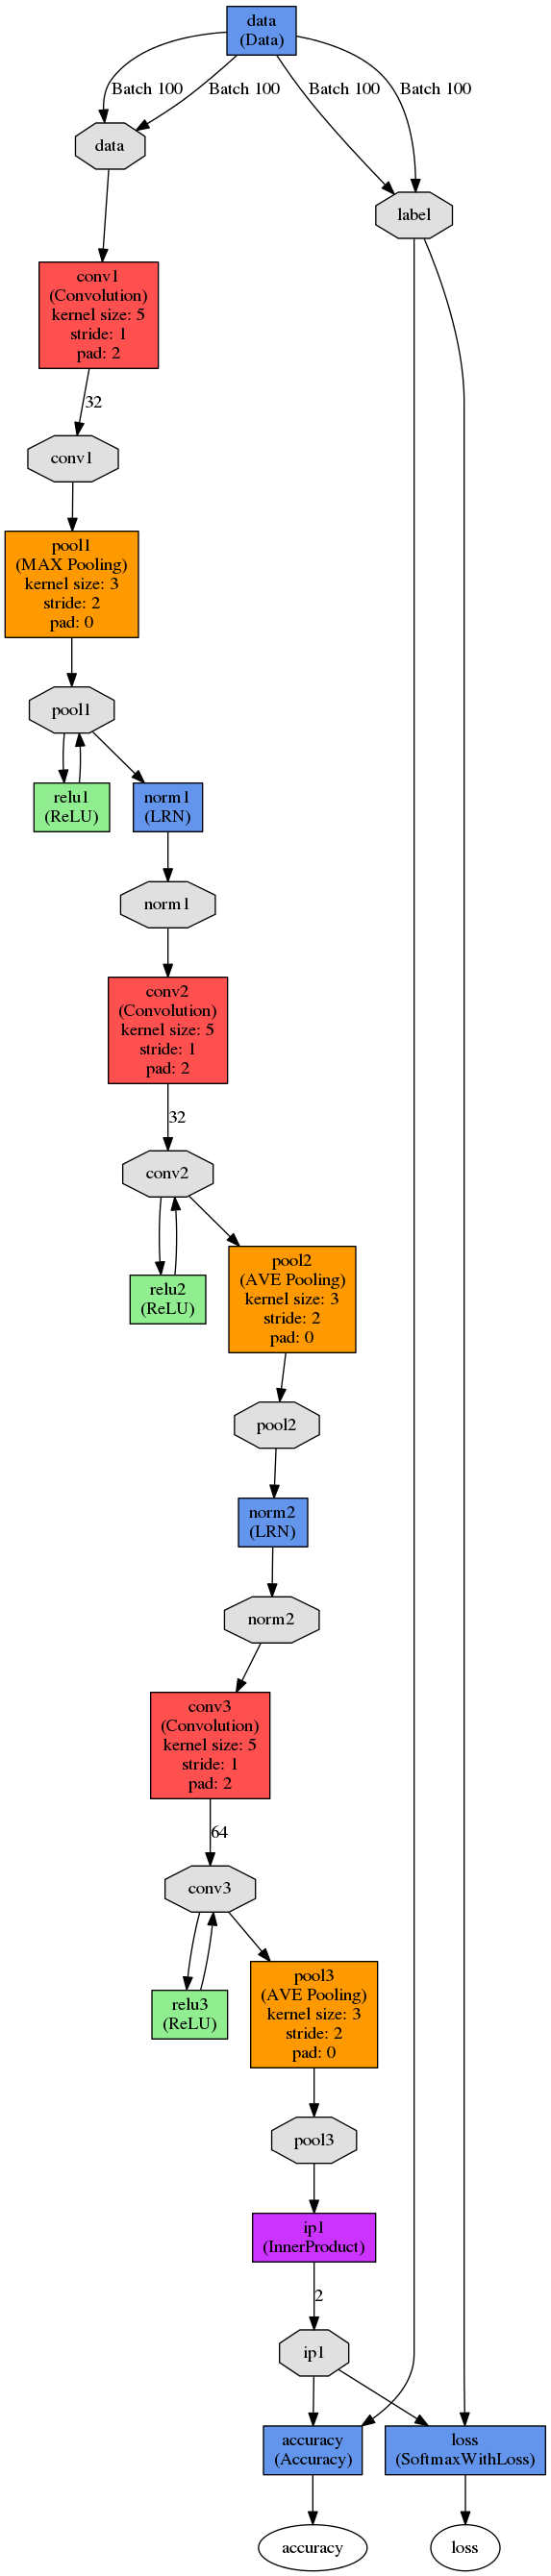 data
(Data)
Batch 100
Batch 100
Batch 100
Batch 100
data
label
conv1
(Convolution)
kernel size: 5
stride: 1
pad: 2
32
conv1
pool1
(MAX Pooling)
kernel size: 3
stride: 2
pad: 0
pool1
relu1
(ReLU)
norm1
(LRN)
norm1
conv2
(Convolution)
kernel size: 5
stride: 1
pad: 2
32
conv2
relu2
(ReLU)
pool2
(AVE Pooling)
kernel size: 3
stride: 2
pad: 0
pool2
norm2
(LRN)
norm2
conv3
(Convolution)
kernel size: 5
stride: 1
pad: 2
64
conv3
relu3
(ReLU)
pool3
(AVE Pooling)
kernel size: 3
stride: 2
pad: 0
pool3
ip1
(InnerProduct)
2
ip1
accuracy
(Accuracy)
loss
(SoftmaxWithLoss)
accuracy
loss